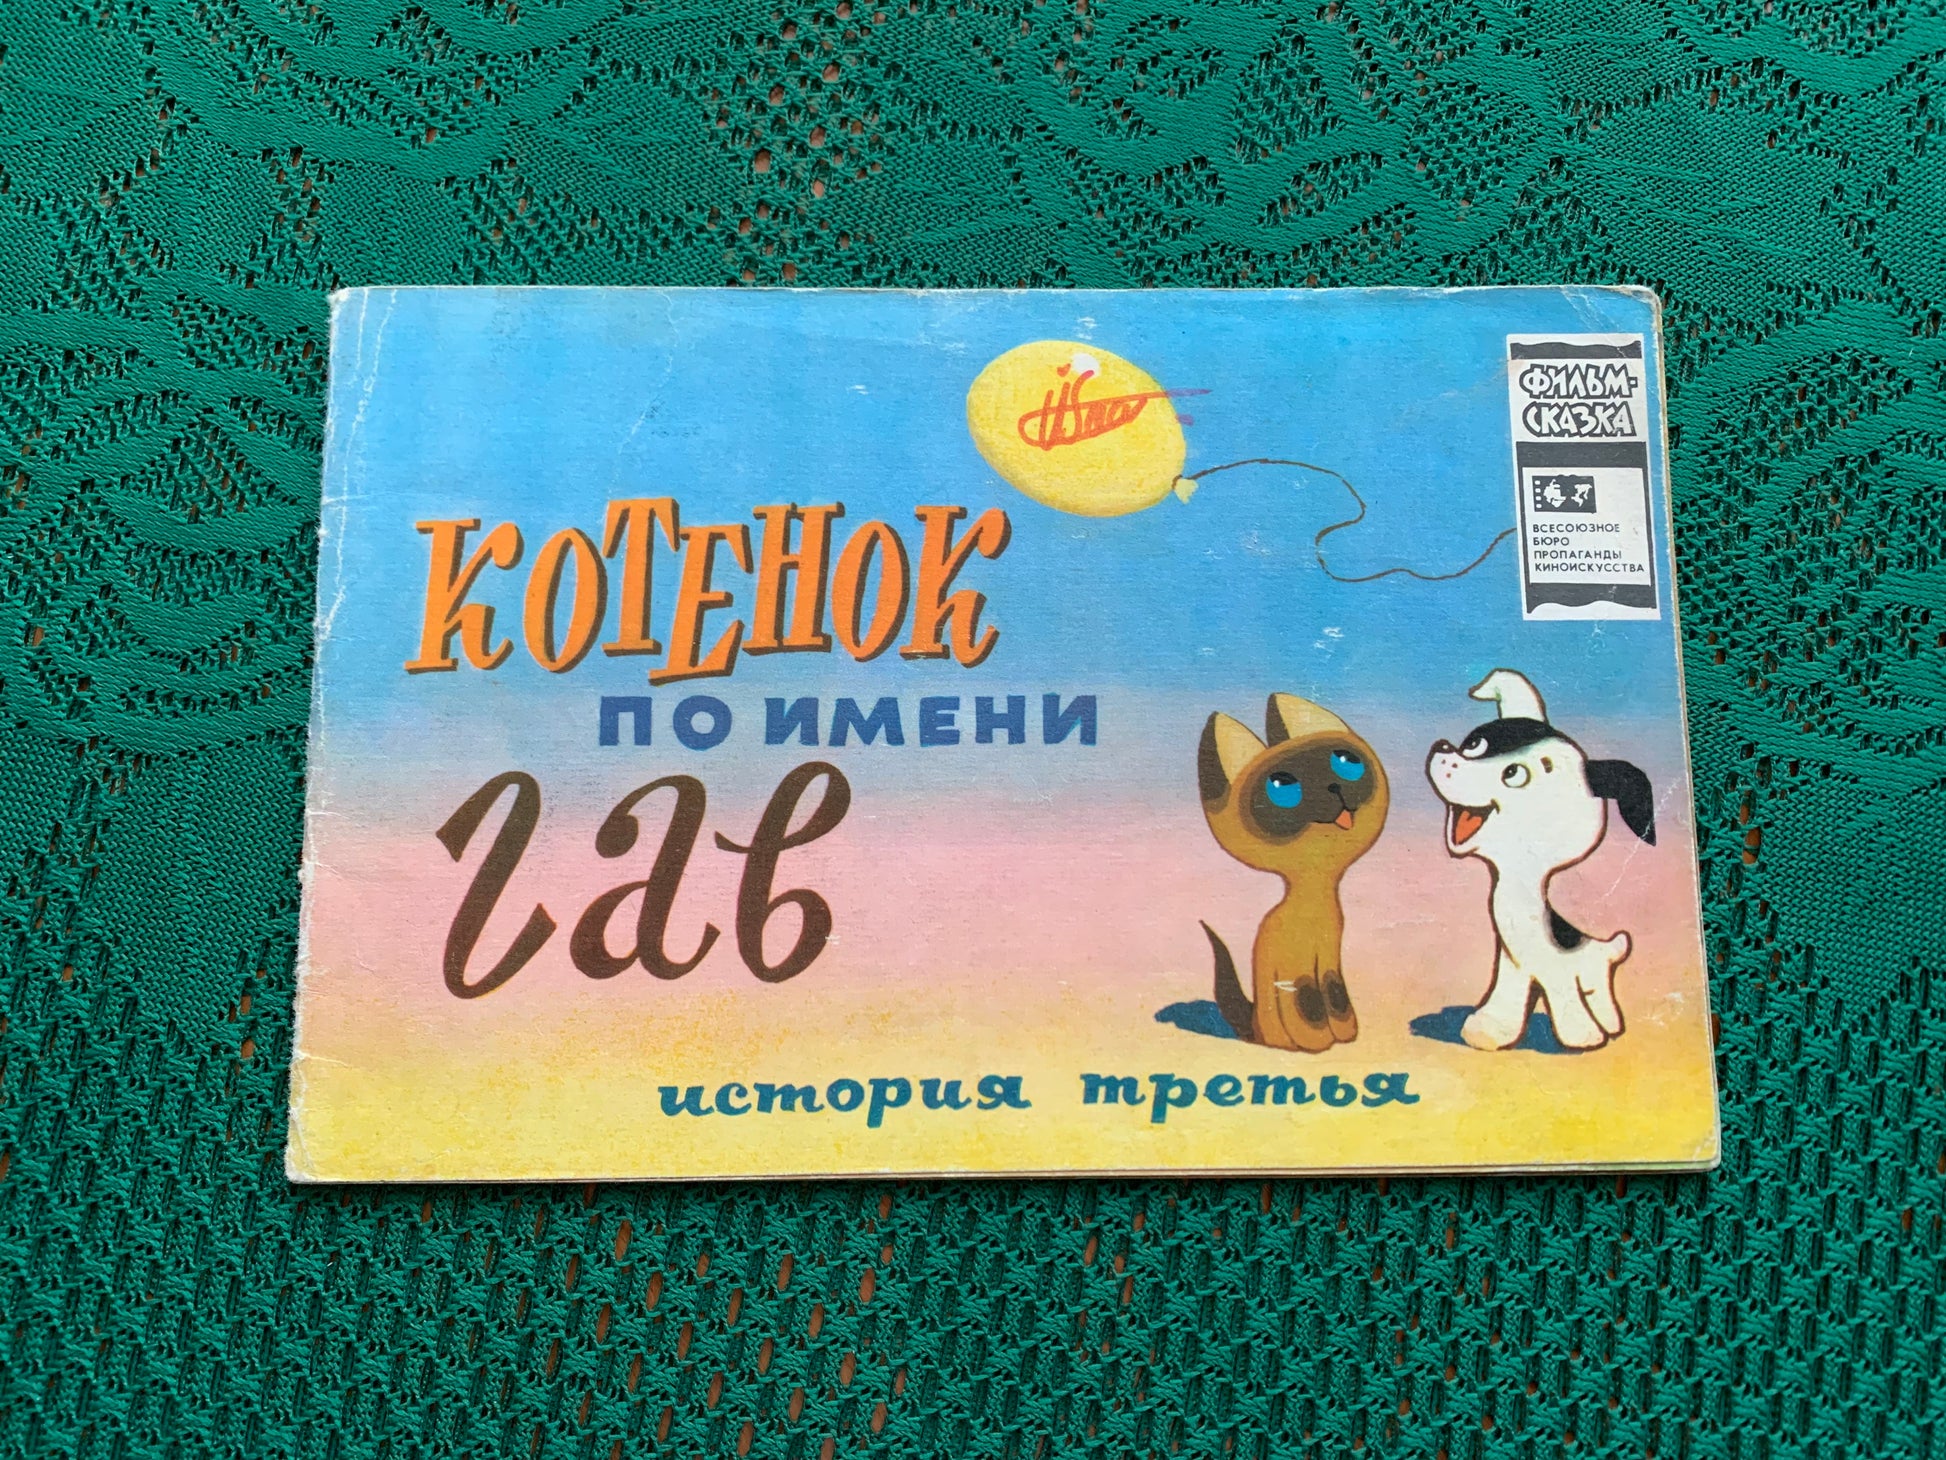 ФИЛЬМ-
СКАЗКА
ВСЕСОЮЗНОЕ
БЮРО
ПРОПАГАНДЫ
КИНОИСКУССТВА
КОТЕНОК
ПО ИМЕНИ
ГАВ
история третья